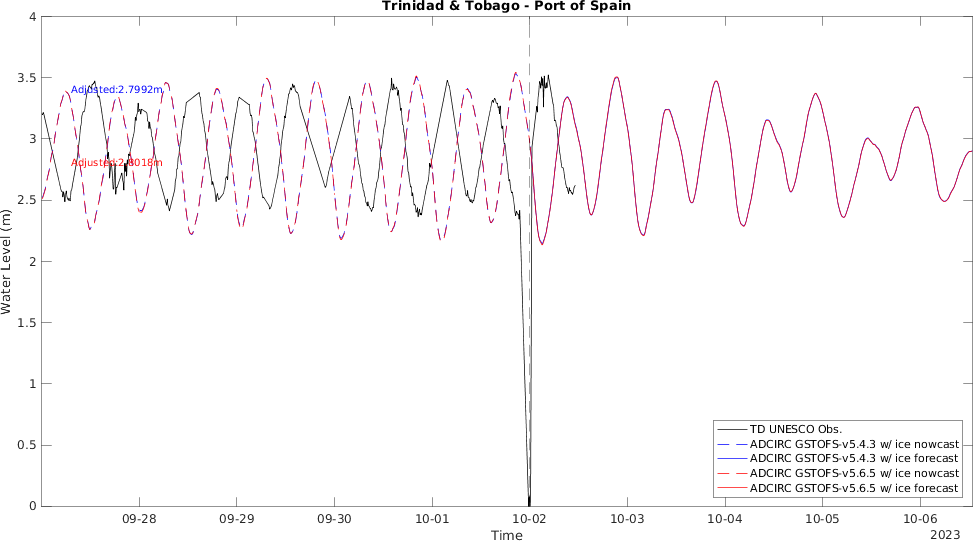 Trinidad & Tobago - Port of Spain
4
3.5
3
2.5
2
1.5
1
0.5
0
Water Level (m)
Adjusted:2.7992m
Adjusted:2.8018m
TD UNESCO Obs.
ADCIRC GSTOFS-v5.4.3 w/ ice nowcast
ADCIRC GSTOFS-v5.4.3 w/ ice forecast
ADCIRC GSTOFS-v5.6.5 w/ ice nowcast
ADCIRC GSTOFS-v5.6.5 w/ ice forecast
09-28 09-29 09-30 10-01 10-02 10-03 10-04 10-05 10-06
Time
2023